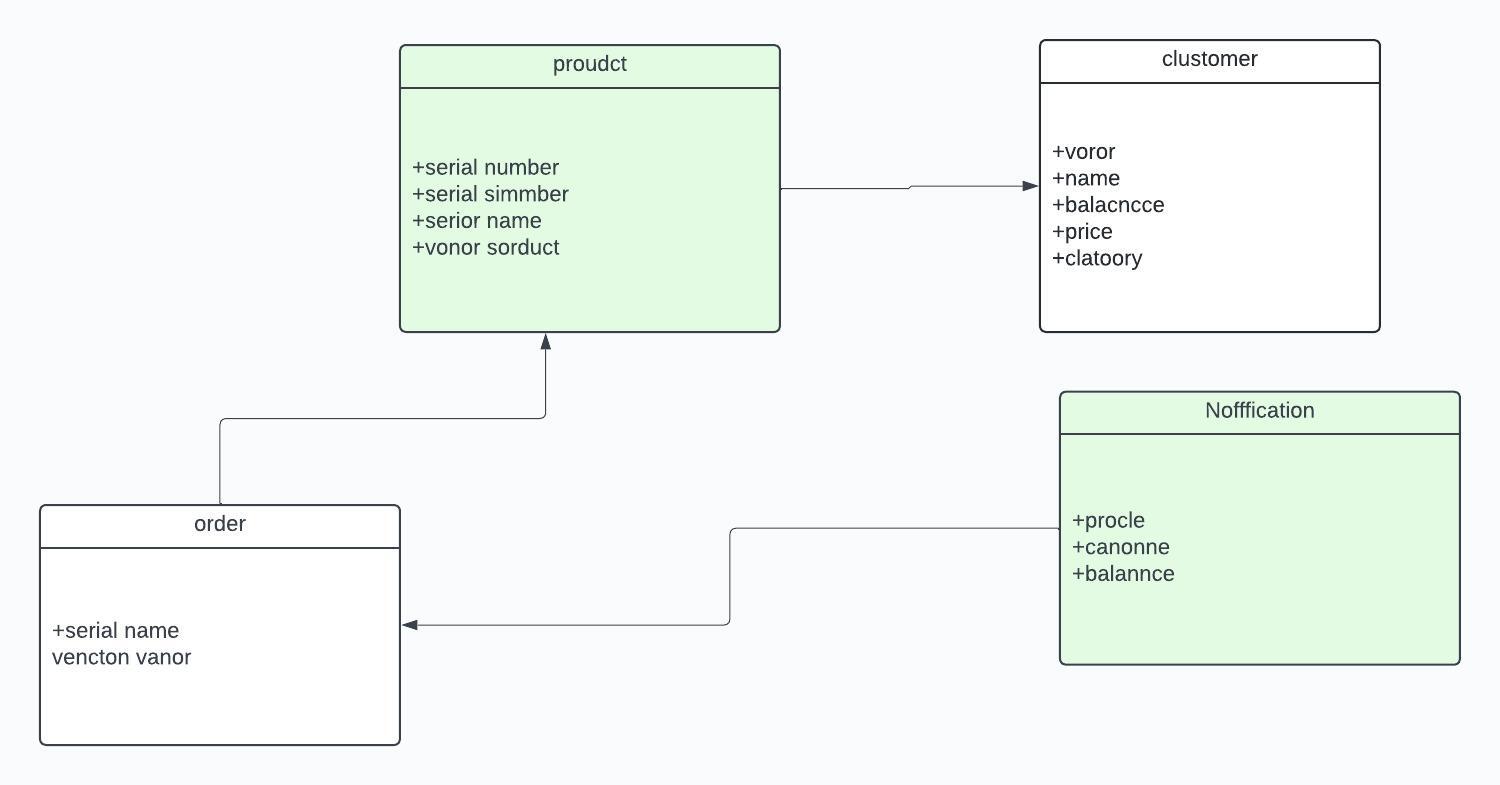 proudct
+serial number
+serial simmber
+serior name
+vonor sorduct
clustomer
+voror
+name
+balacncce
+price
+clatoory
Nofffication
+procle
+canonne
+balannce
order
+serial name
vencton vanor